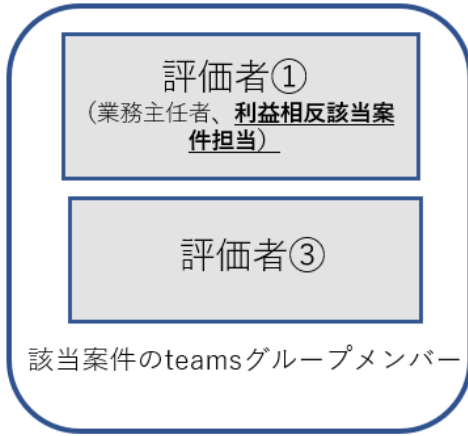 評価者①
（業務主任者、利益相反該当案
件担当）
評価者③
該当案件のteamsグループメンバー